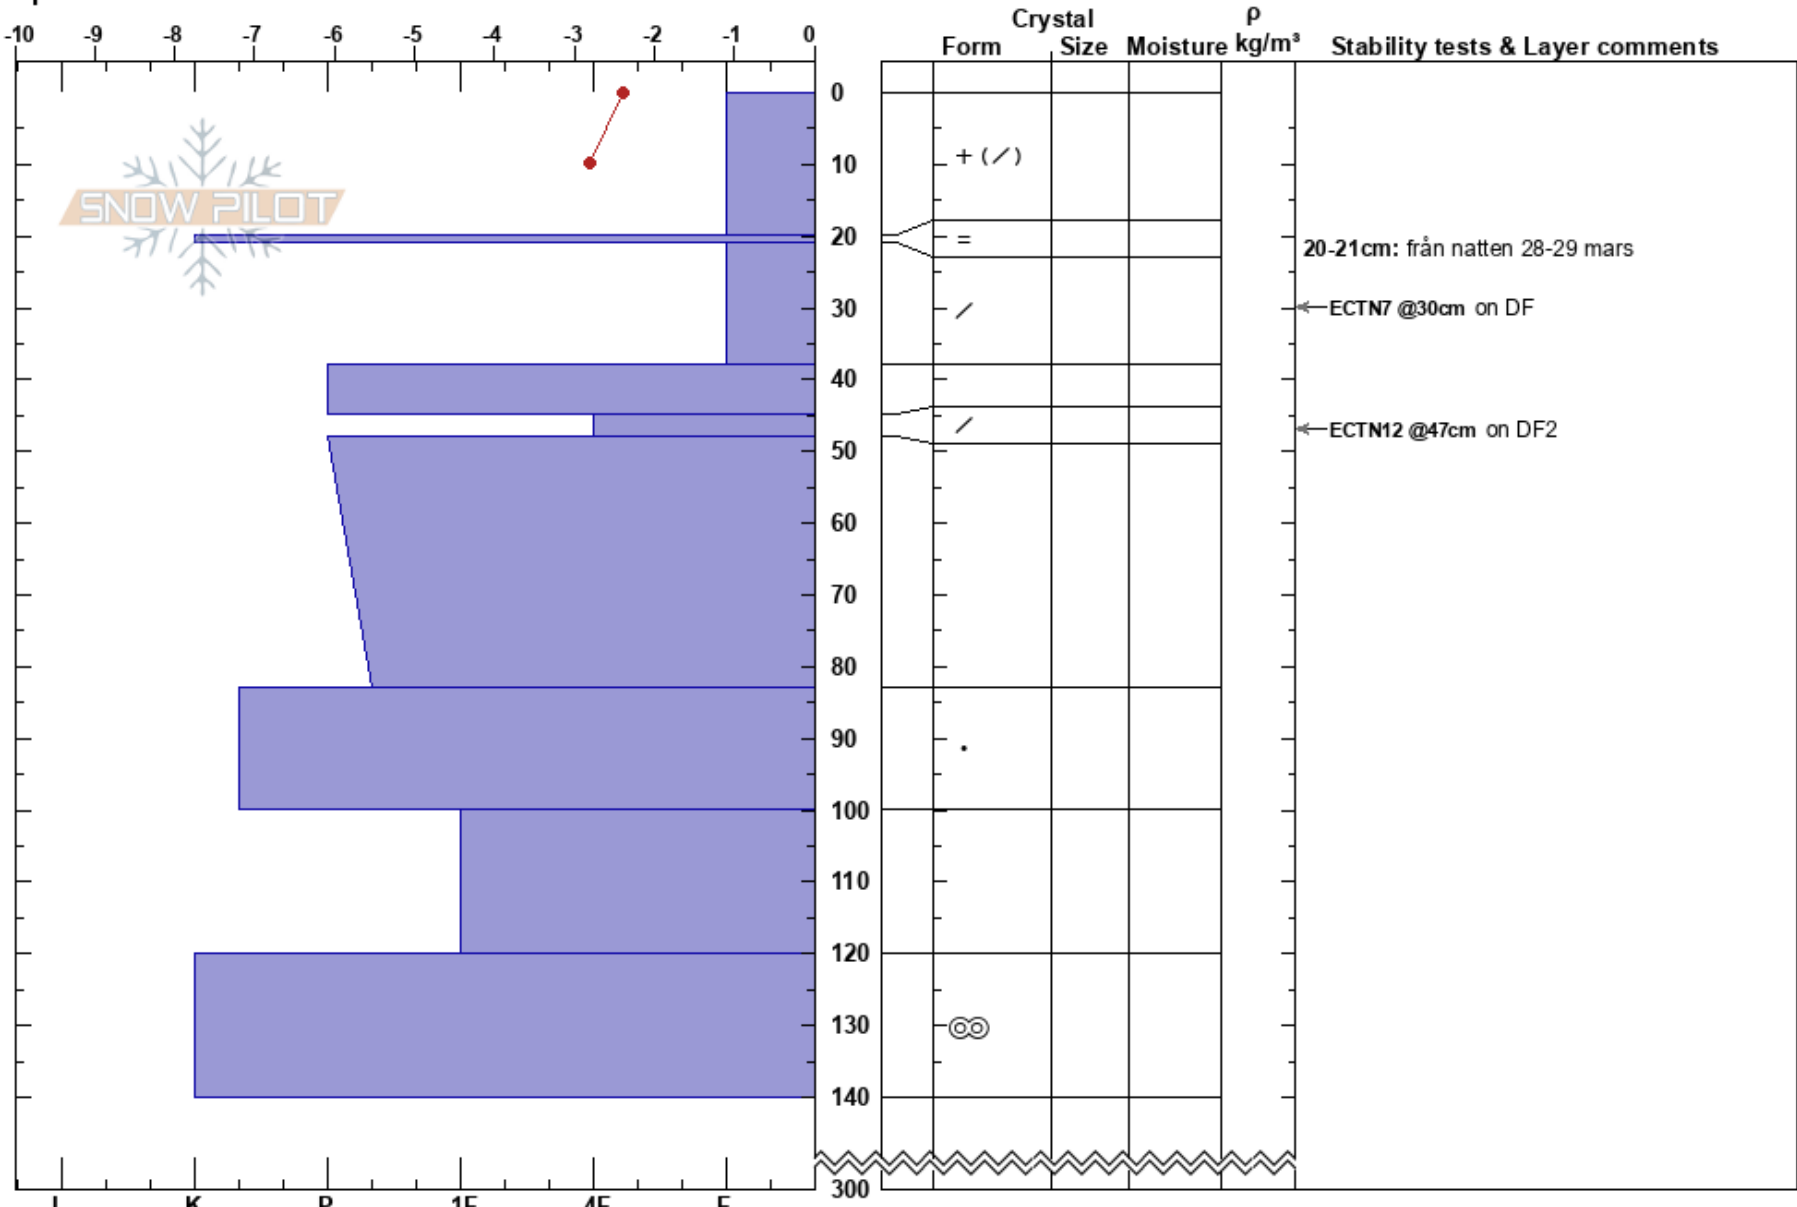 Crystal ρ
-10 -9 -8 -7 -6 -5 -4 -3 -2 -1 0
Form Size Moisture kg/m³ Stability tests & Layer comments
SNOW PILOT
0
+ (/)
10
20
=
20-21cm: från natten 28-29 mars
30
/
ECTN7 @30cm on DF
40
/
ECTN12 @47cm on DF2
50
60
70
80
90
100
110
120
130
140
300
K P 1F 4F F